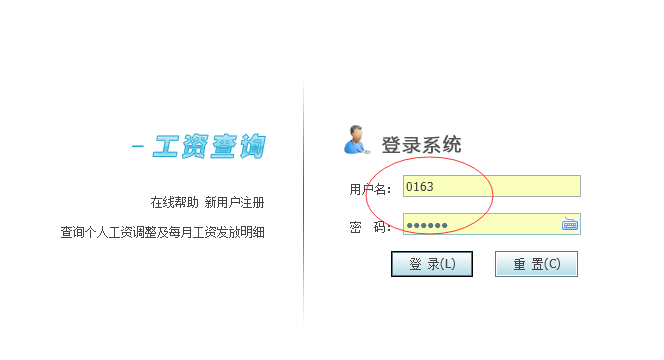 工资查询
在线帮助 新用户注册
查询个人工资调整及每月工资发放明细
登录系统
用户名: 0163
密 码: ●●●●●●
登 录(L) 重 置(C)